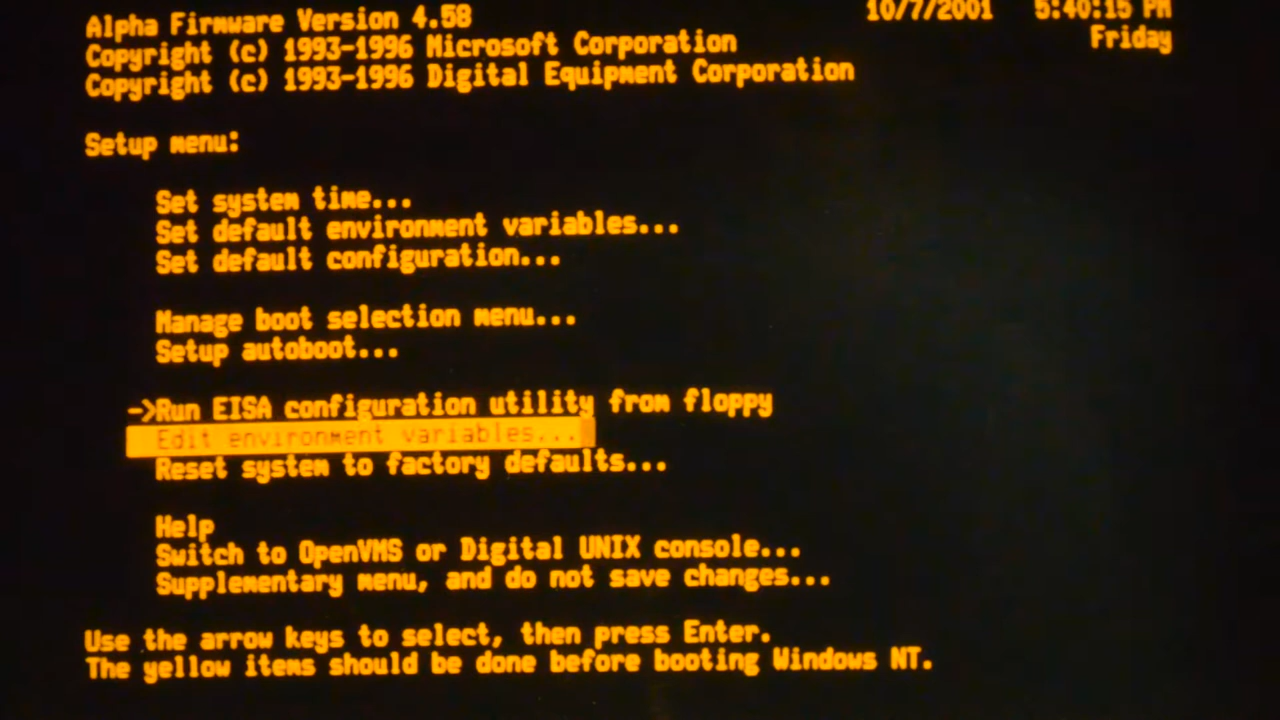 Alpha Firmware Version 4.58 10/7/2001 5:40:15 PM
Copyright (c) 1993-1996 Microsoft Corporation Friday
Copyright (c) 1993-1996 Digital Equipment Corporation
Setup menu:
Set system time...
Set default environment variables...
Set default configuration...
Manage boot selection menu...
Setup autoboot...
->Run EISA configuration utility from floppy
Edit environment variables...
Reset system to factory defaults...
Help
Switch to OpenVMS or Digital UNIX console...
Supplementary menu, and do not save changes...
Use the arrow keys to select, then press Enter.
The yellow items should be done before booting Windows NT.